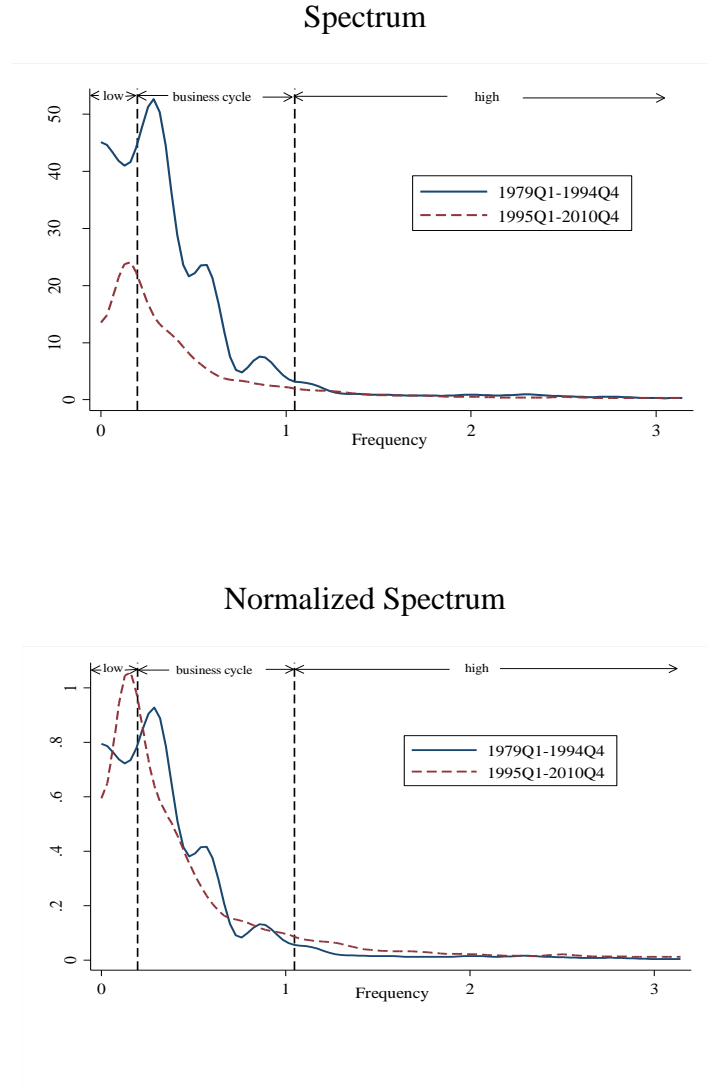 Spectrum
low business cycle high
50
40
30
20
10
0
1979Q1-1994Q4
1995Q1-2010Q4
0 1 2 3
Frequency
Normalized Spectrum
low business cycle high
1
.8
.6
.4
.2
0
1979Q1-1994Q4
1995Q1-2010Q4
0 1 2 3
Frequency